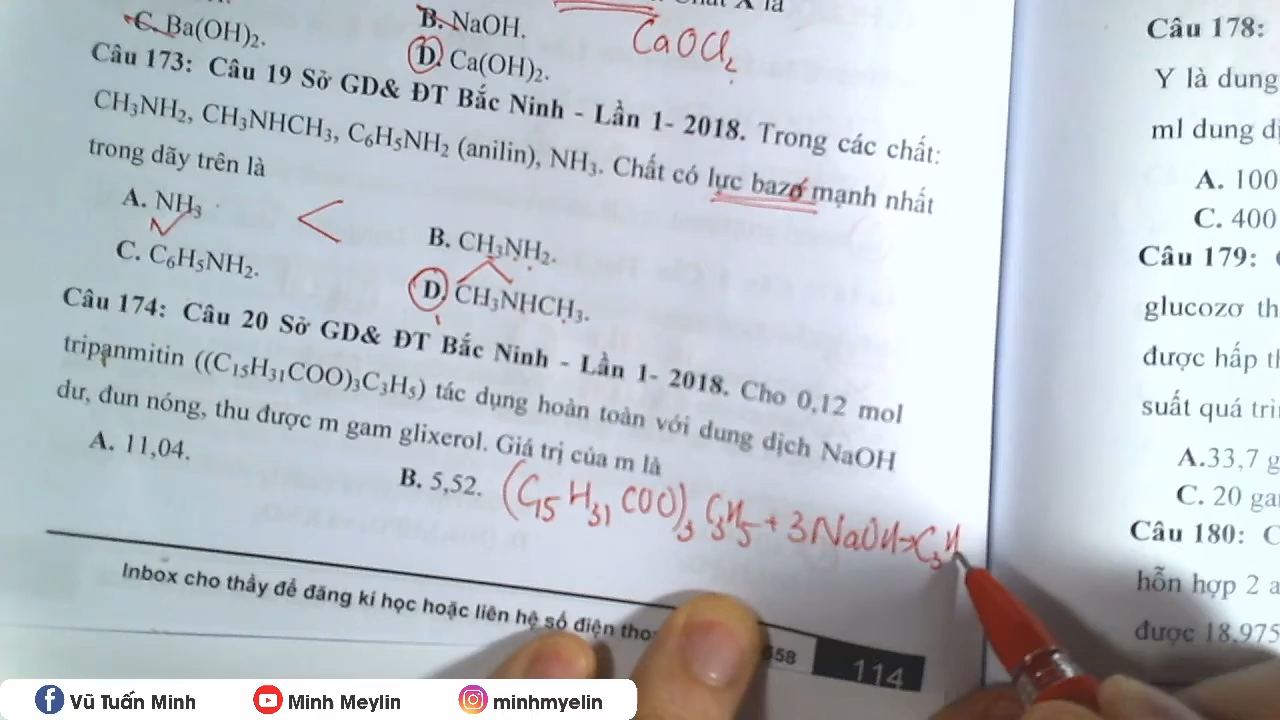 Chất X là
C. Ba(OH)₂.
B. NaOH.
D. Ca(OH)₂.
CaOCl₂
Câu 173: Câu 19 Sở GD& ĐT Bắc Ninh - Lần 1- 2018. Trong các chất:
CH₃NH₂, CH₃NHCH₃, C₆H₅NH₂ (anilin), NH₃. Chất có lực bazơ mạnh nhất
trong dãy trên là
A. NH₃
<
B. CH₃NH₂.
C. C₆H₅NH₂.
D. CH₃NHCH₃.
Câu 174: Câu 20 Sở GD& ĐT Bắc Ninh - Lần 1- 2018. Cho 0,12 mol
tripanmitin ((C₁₅H₃₁COO)₃C₃H₅) tác dụng hoàn toàn với dung dịch NaOH
dư, đun nóng, thu được m gam glixerol. Giá trị của m là
A. 11,04.
B. 5,52.
(C₁₅H₃₁COO)₃C₃H₅ + 3NaOH → C₃H
Inbox cho thầy để đăng kí học hoặc liên hệ số điện tho
558
114
Câu 178:
Y là dung
ml dung
A. 100
C. 400
Câu 179:
glucozơ th
được hấp th
suất quá trì
A.33,7 g
C. 20 ga
Câu 180: C
hỗn hợp 2 a
được 18,975
Vũ Tuấn Minh
Minh Meylin
minhmyelin